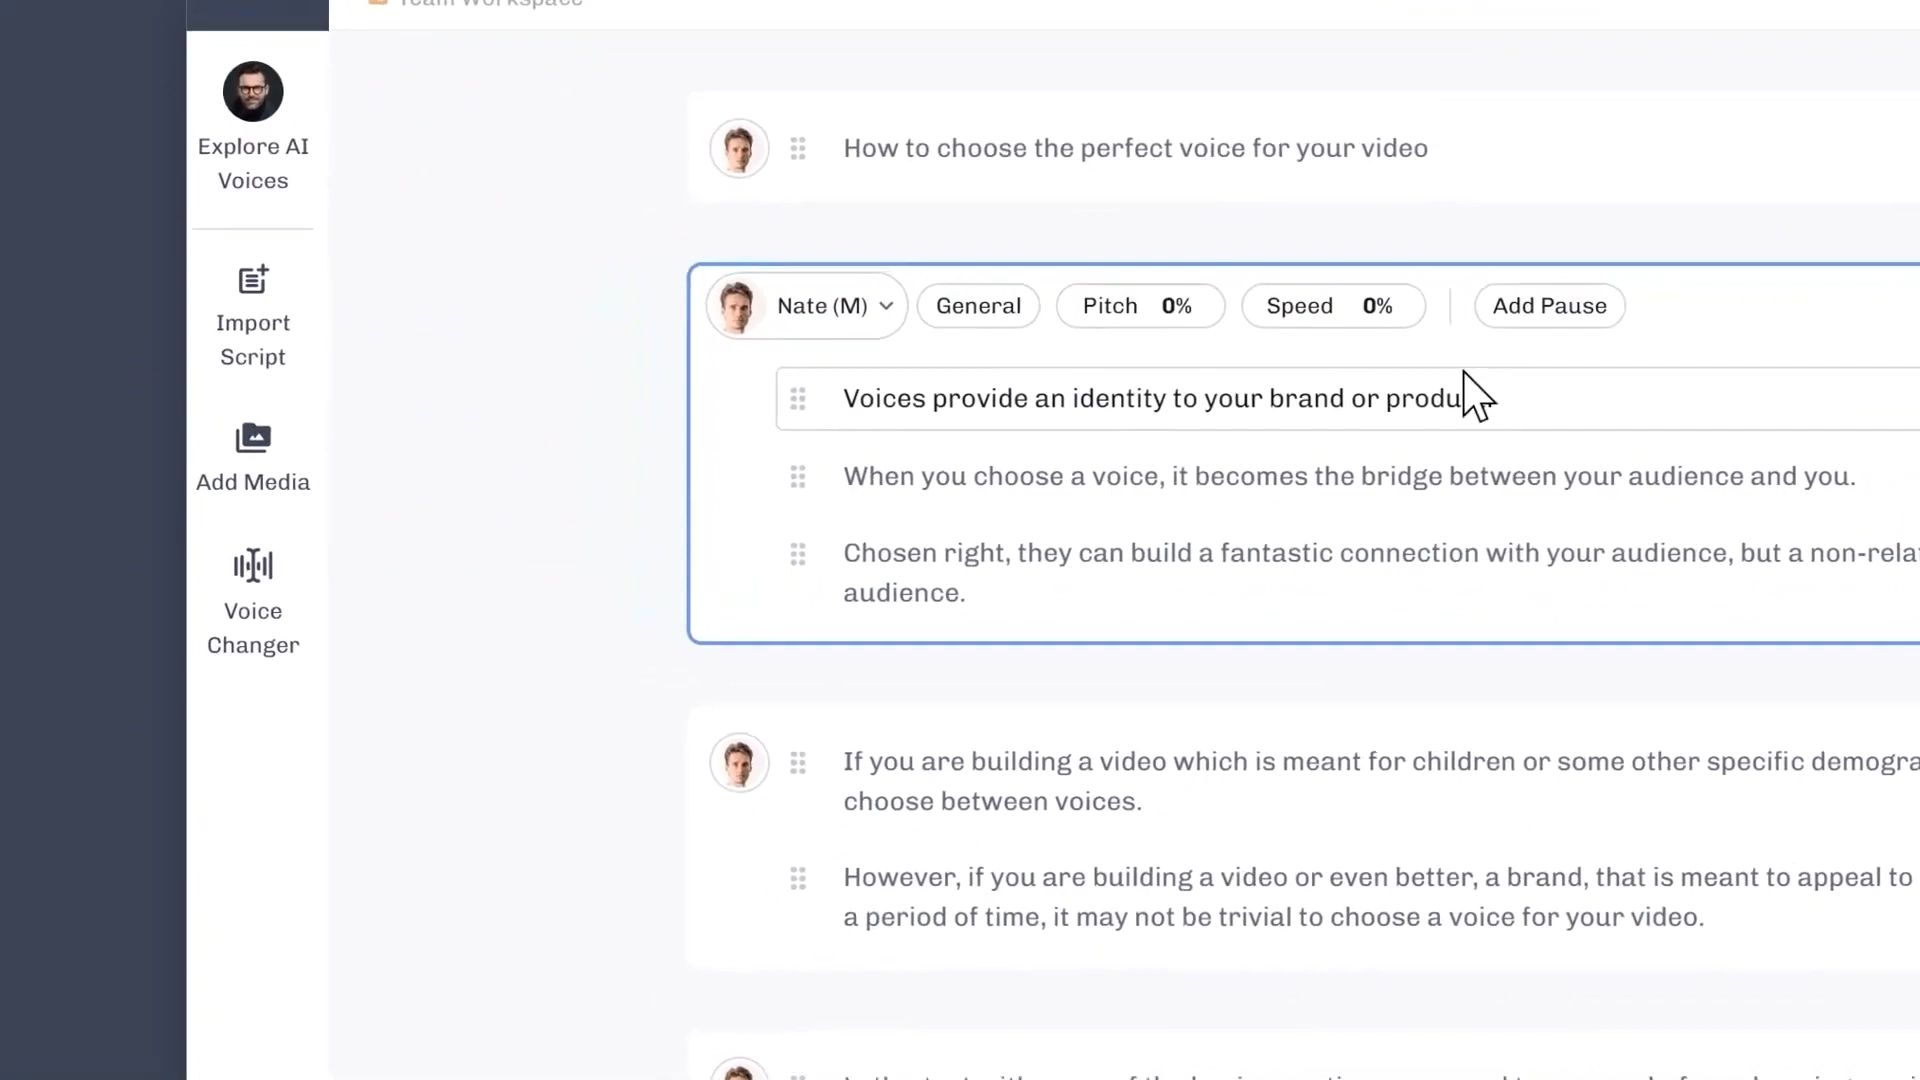 Team Workspace
Explore AI
Voices
Import
Script
Add Media
Voice
Changer
How to choose the perfect voice for your video
Nate (M)
General
Pitch 0%
Speed 0%
Add Pause
Voices provide an identity to your brand or produ
When you choose a voice, it becomes the bridge between your audience and you.
Chosen right, they can build a fantastic connection with your audience, but a non-rela
audience.
If you are building a video which is meant for children or some other specific demogra
choose between voices.
However, if you are building a video or even better, a brand, that is meant to appeal to
a period of time, it may not be trivial to choose a voice for your video.